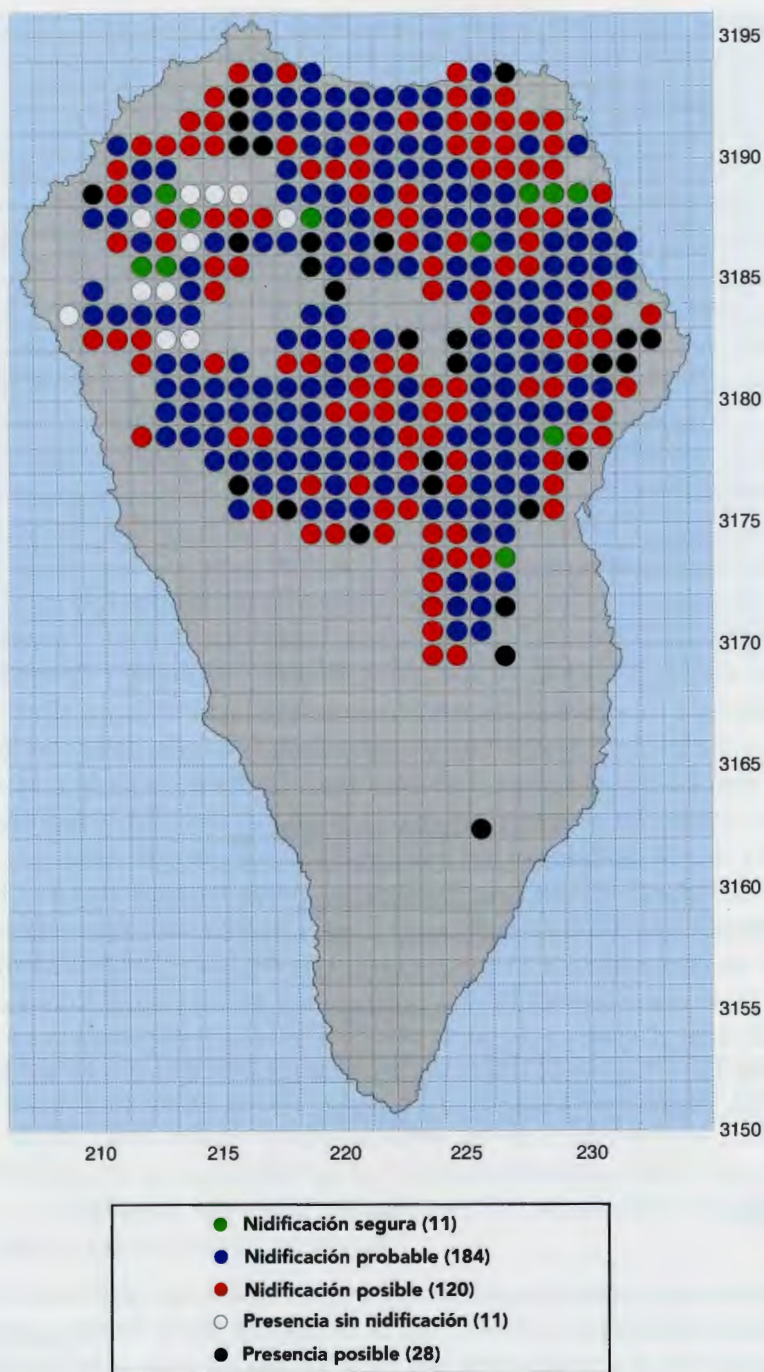 3195
3190
3185
3180
3175
3170
3165
3160
3155
3150
210 215 220 225 230
Nidificación segura (11)
Nidificación probable (184)
Nidificación posible (120)
Presencia sin nidificación (11)
Presencia posible (28)